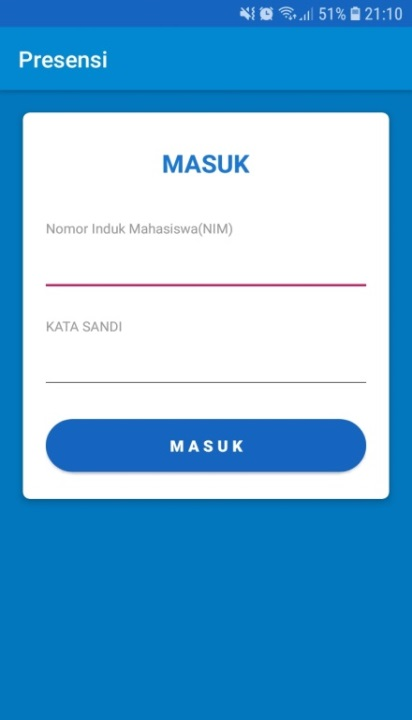 51% 21:10
Presensi
MASUK
Nomor Induk Mahasiswa(NIM)
KATA SANDI
MASUK